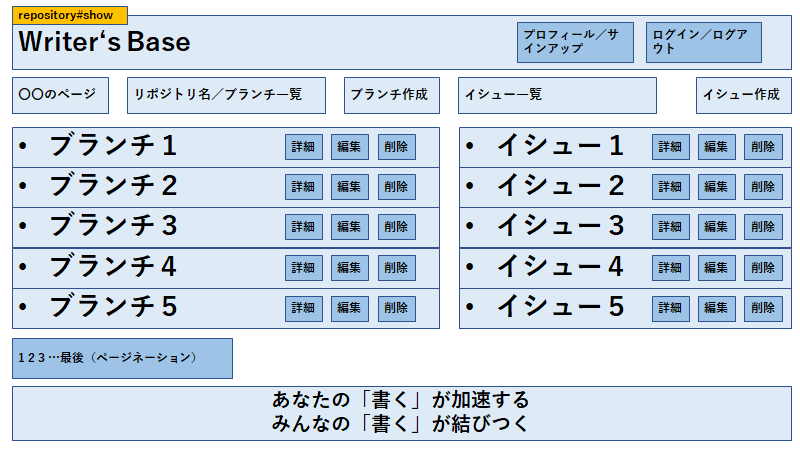 repository#show
Writer‘s Base
プロフィール／サ
インアップ
ログイン／ログア
ウト
〇〇のページ
リポジトリ名／ブランチ一覧
ブランチ作成
イシュー一覧
イシュー作成
• ブランチ１ 詳細 編集 削除
• ブランチ２ 詳細 編集 削除
• ブランチ３ 詳細 編集 削除
• ブランチ４ 詳細 編集 削除
• ブランチ５ 詳細 編集 削除
• イシュー１ 詳細 編集 削除
• イシュー２ 詳細 編集 削除
• イシュー３ 詳細 編集 削除
• イシュー４ 詳細 編集 削除
• イシュー５ 詳細 編集 削除
1 2 3 …最後（ページネーション）
あなたの「書く」が加速する
みんなの「書く」が結びつく